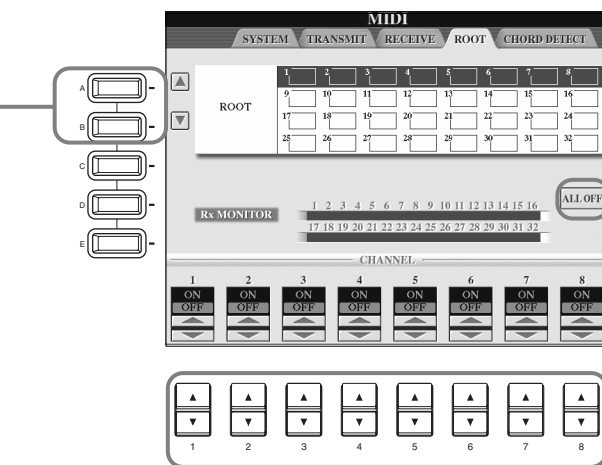 MIDI
SYSTEM TRANSMIT RECEIVE ROOT CHORD DETECT
A
B
C
D
E
ROOT
1 2 3 4 5 6 7 8
9 10 11 12 13 14 15 16
17 18 19 20 21 22 23 24
25 26 27 28 29 30 31 32
ALL OFF
Rx MONITOR
1 2 3 4 5 6 7 8 9 10 11 12 13 14 15 16
17 18 19 20 21 22 23 24 25 26 27 28 29 30 31 32
CHANNEL
1 2 3 4 5 6 7 8
ON ON ON ON ON ON ON ON
OFF OFF OFF OFF OFF OFF OFF OFF
1 2 3 4 5 6 7 8